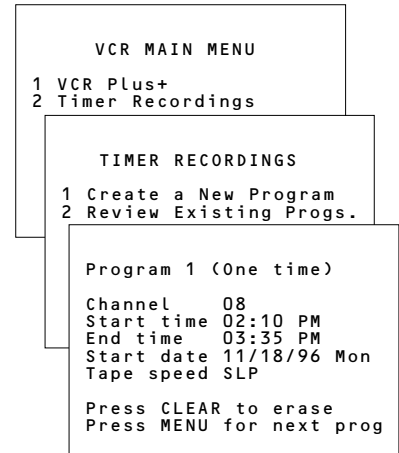 VCR MAIN MENU
1 VCR Plus+
2 Timer Recordings
TIMER RECORDINGS
1 Create a New Program
2 Review Existing Progs.
Program 1 (One time)
Channel 08
Start time 02:10 PM
End time 03:35 PM
Start date 11/18/96 Mon
Tape speed SLP
Press CLEAR to erase
Press MENU for next prog